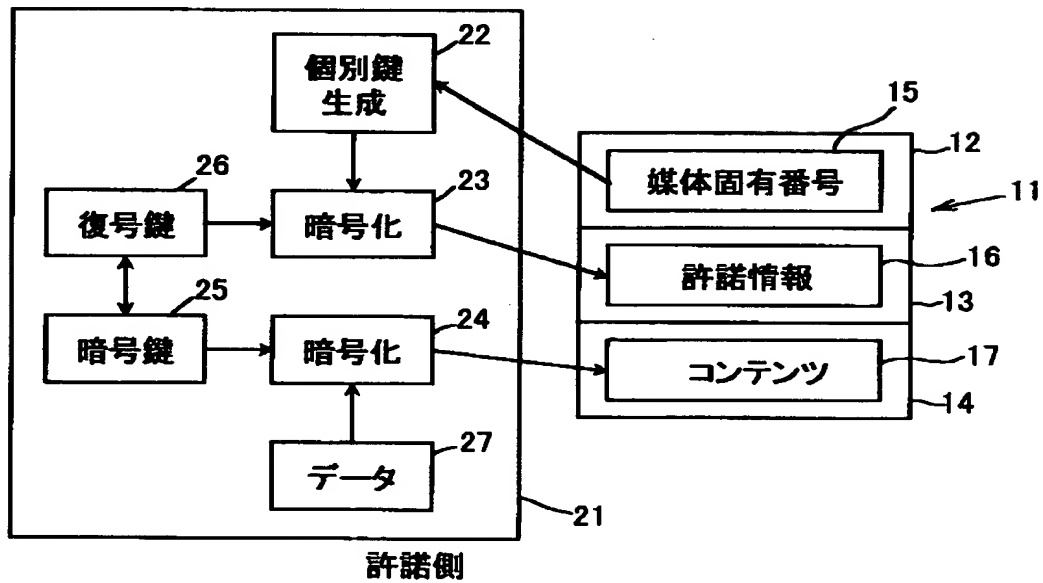 22
個別鍵
生成
15
12
媒体固有番号
11
26
23
復号鍵
暗号化
許諾情報
16
13
25
24
暗号鍵
暗号化
コンテンツ
17
14
27
データ
21
許諾側